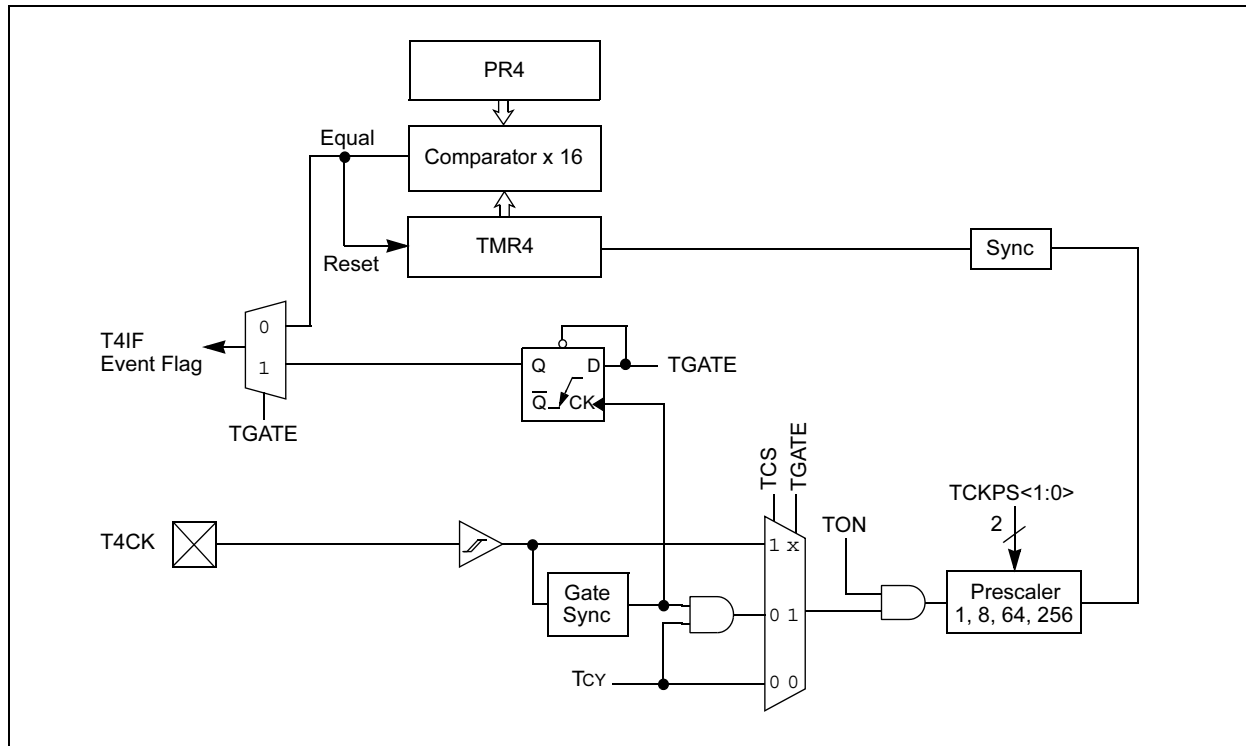 PR4
Equal
Comparator x 16
TMR4
Reset
Sync
0
T4IF
Event Flag
1
Q
D
TGATE
Q̅
CK
TGATE
TCS
TGATE
TCKPS<1:0>
2
TON
T4CK
1 x
Gate
Sync
Prescaler
1, 8, 64, 256
0 1
TCY
0 0